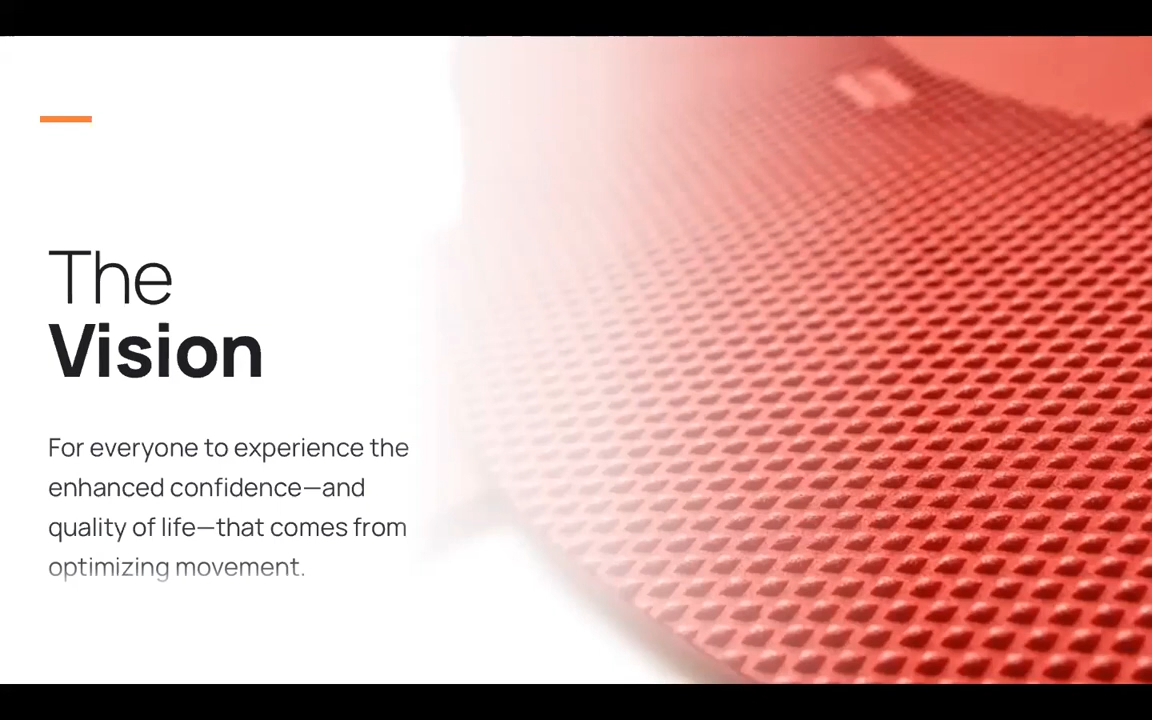 The
Vision
For everyone to experience the
enhanced confidence—and
quality of life—that comes from
optimizing movement.